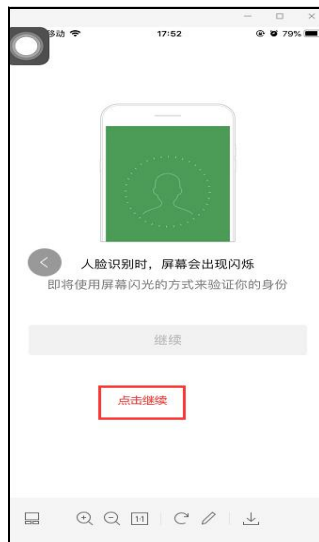 移动 17:52 79%
人脸识别时，屏幕会出现闪烁
即将使用屏幕闪光的方式来验证你的身份
继续
点击继续
1:1